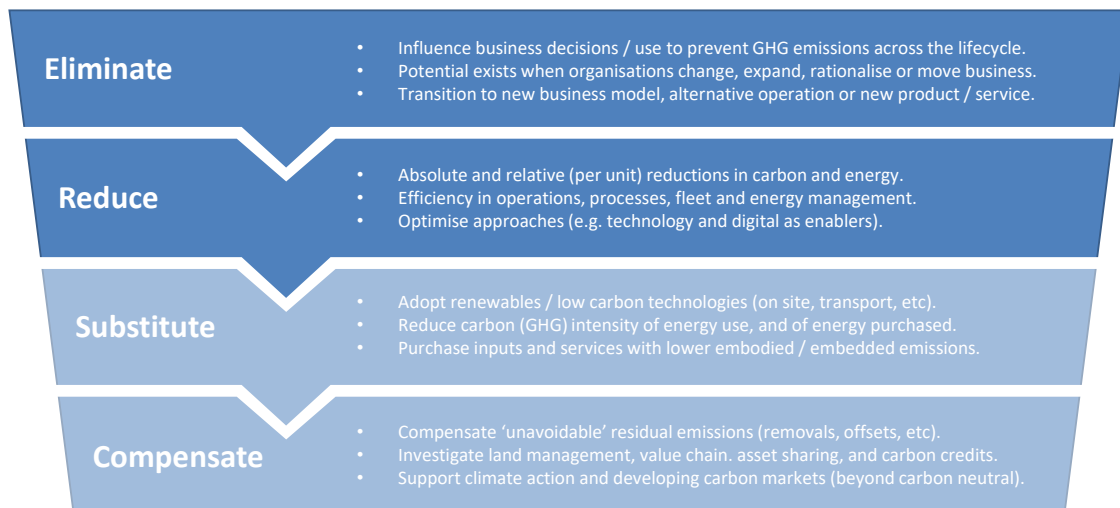 Eliminate
• Influence business decisions / use to prevent GHG emissions across the lifecycle.
• Potential exists when organisations change, expand, rationalise or move business.
• Transition to new business model, alternative operation or new product / service.
Reduce
• Absolute and relative (per unit) reductions in carbon and energy.
• Efficiency in operations, processes, fleet and energy management.
• Optimise approaches (e.g. technology and digital as enablers).
Substitute
• Adopt renewables / low carbon technologies (on site, transport, etc).
• Reduce carbon (GHG) intensity of energy use, and of energy purchased.
• Purchase inputs and services with lower embodied / embedded emissions.
Compensate
• Compensate ‘unavoidable’ residual emissions (removals, offsets, etc).
• Investigate land management, value chain. asset sharing, and carbon credits.
• Support climate action and developing carbon markets (beyond carbon neutral).